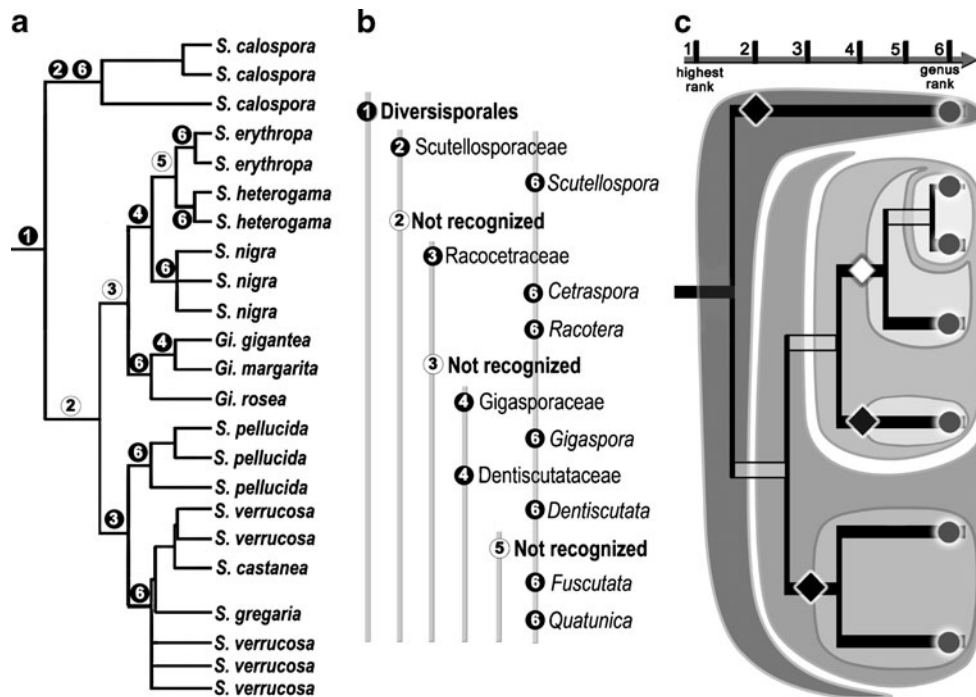 a
S. calospora
S. calospora
2 6
S. calospora
6
S. erythropa
S. erythropa
5
S. heterogama
4
6
S. heterogama
1
S. nigra
6
S. nigra
3
S. nigra
4
Gi. gigantea
6
Gi. margarita
Gi. rosea
2
S. pellucida
6
S. pellucida
S. pellucida
S. verrucosa
3
S. verrucosa
S. castanea
6
S. gregaria
S. verrucosa
S. verrucosa
S. verrucosa
b
1 Diversisporales
2 Scutellosporaceae
6 Scutellospora
2 Not recognized
3 Racocetraceae
6 Cetraspora
6 Racotera
3 Not recognized
4 Gigasporaceae
6 Gigaspora
4 Dentiscutataceae
6 Dentiscutata
5 Not recognized
6 Fuscutata
6 Quatunica
c
1 2 3 4 5 6
highest rank
genus rank